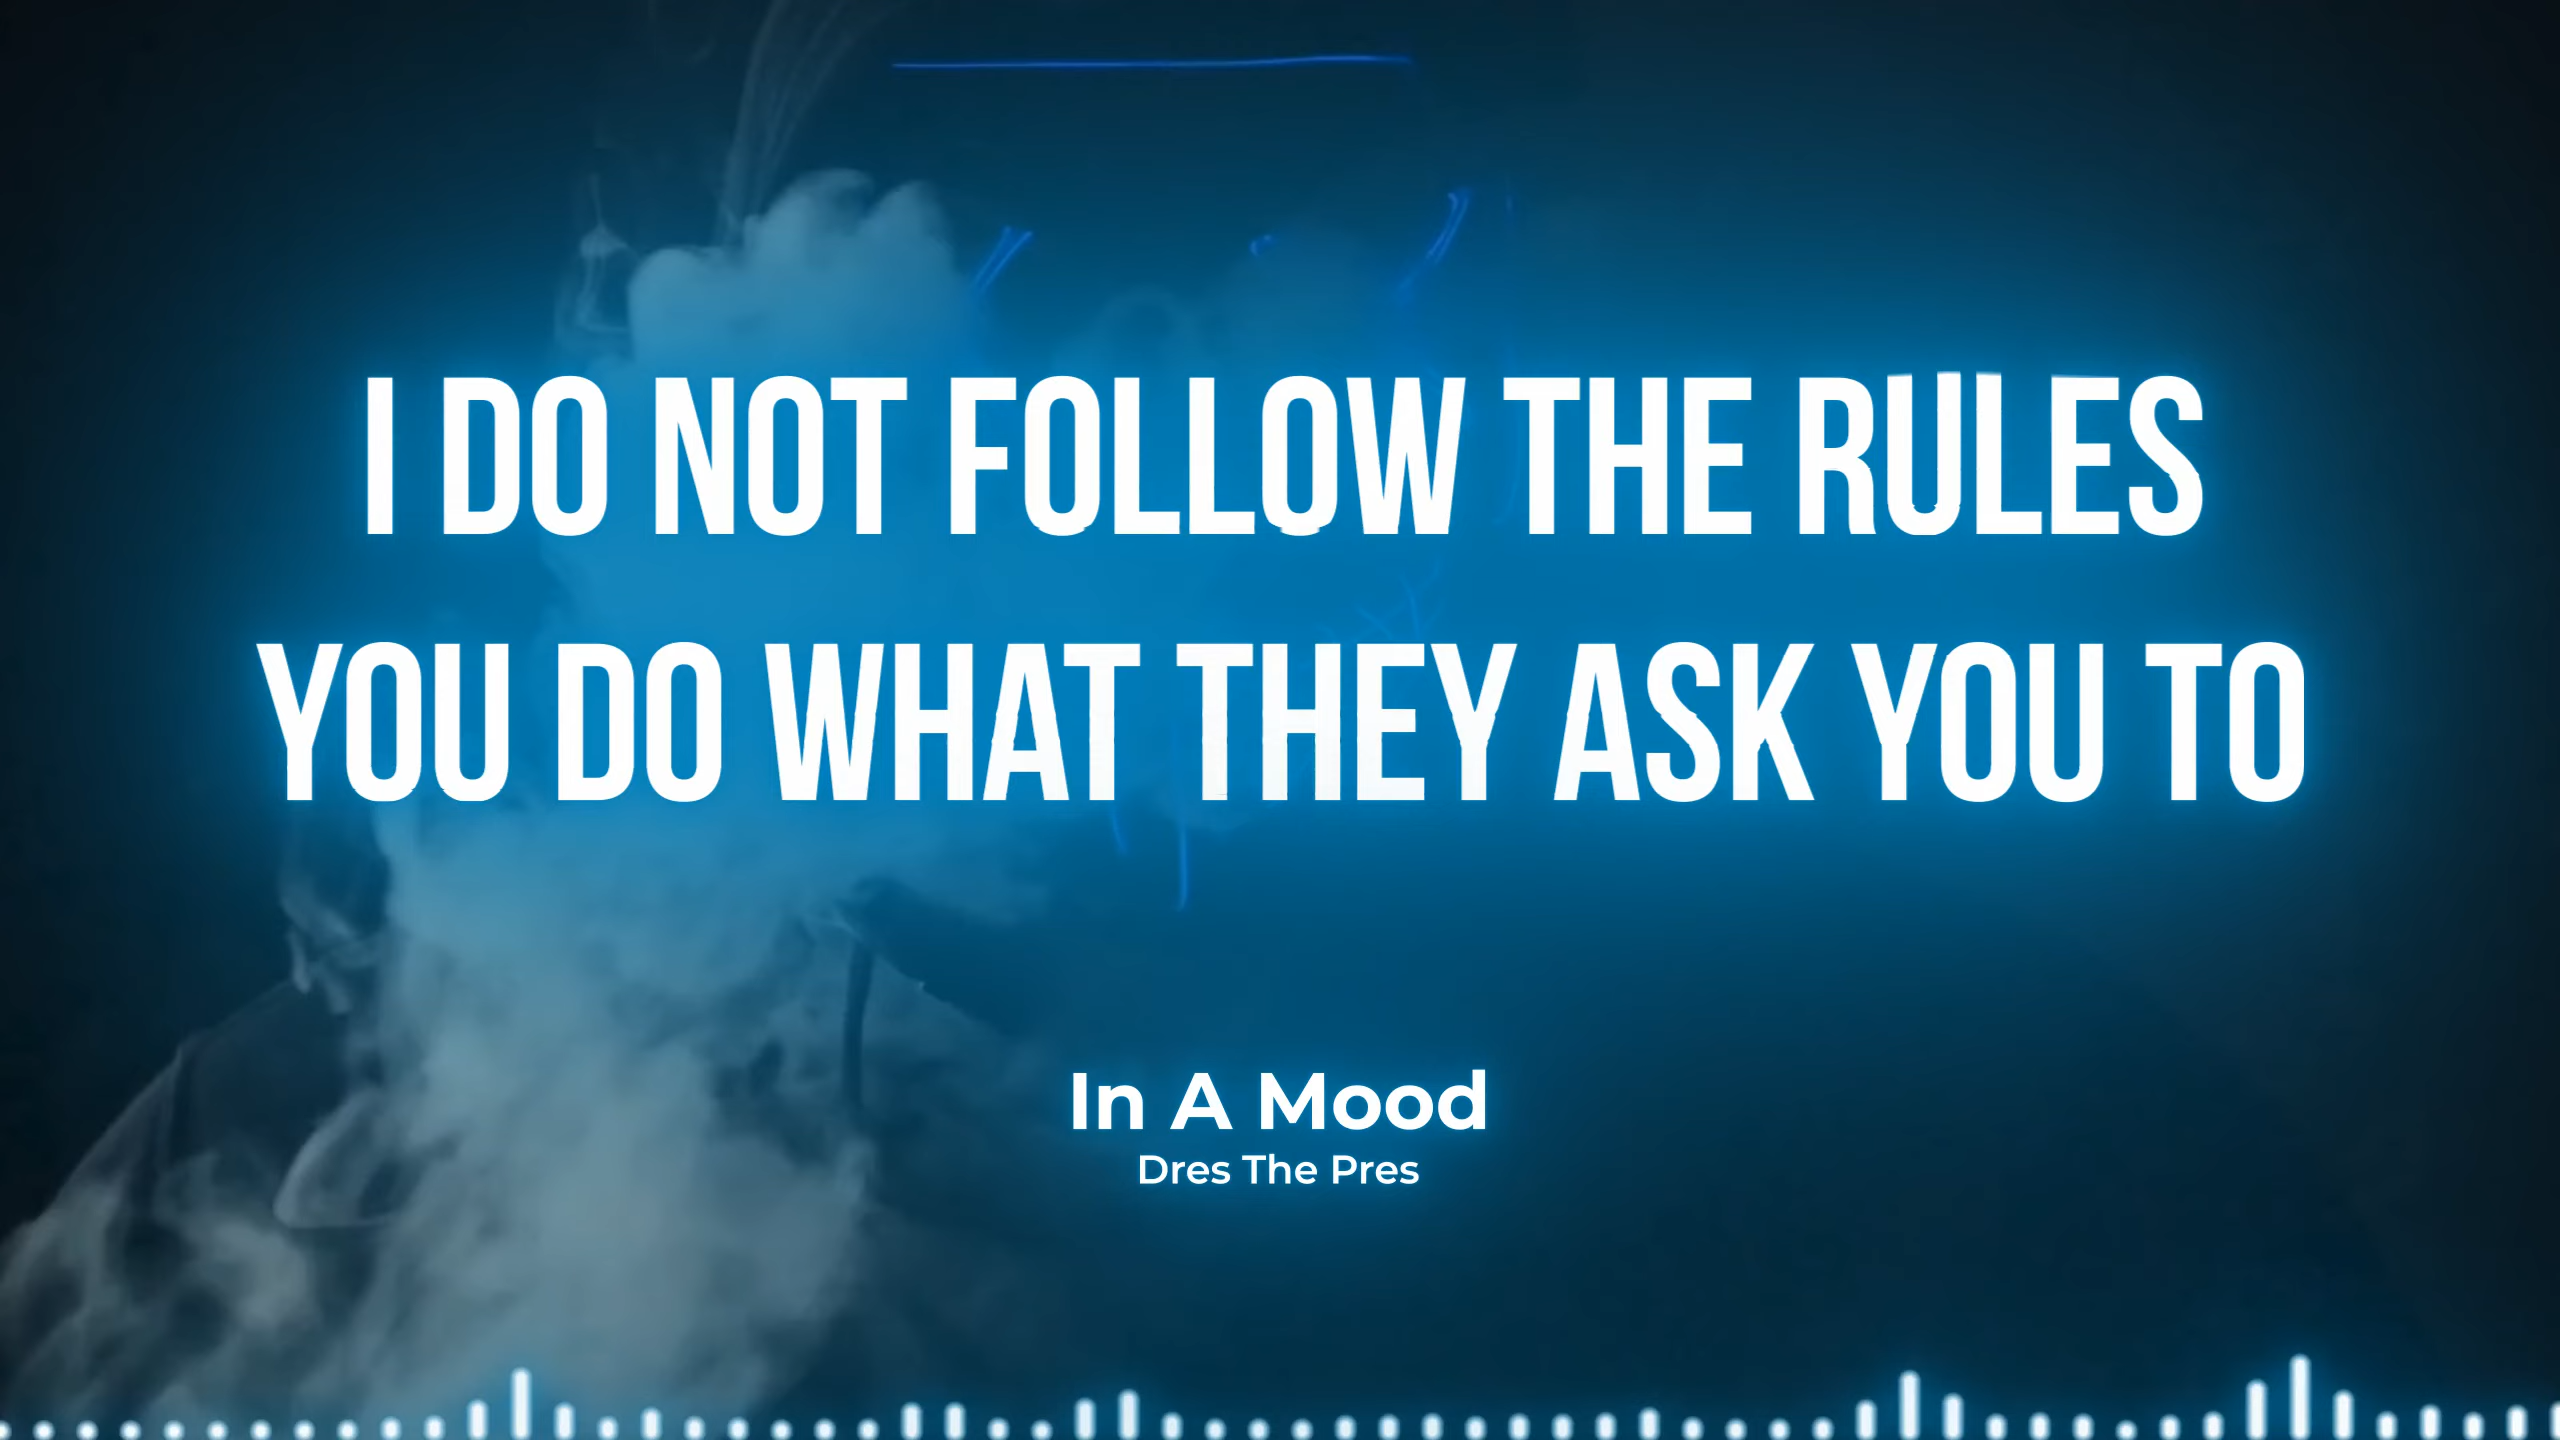 I DO NOT FOLLOW THE RULES
YOU DO WHAT THEY ASK YOU TO
In A Mood
Dres The Pres